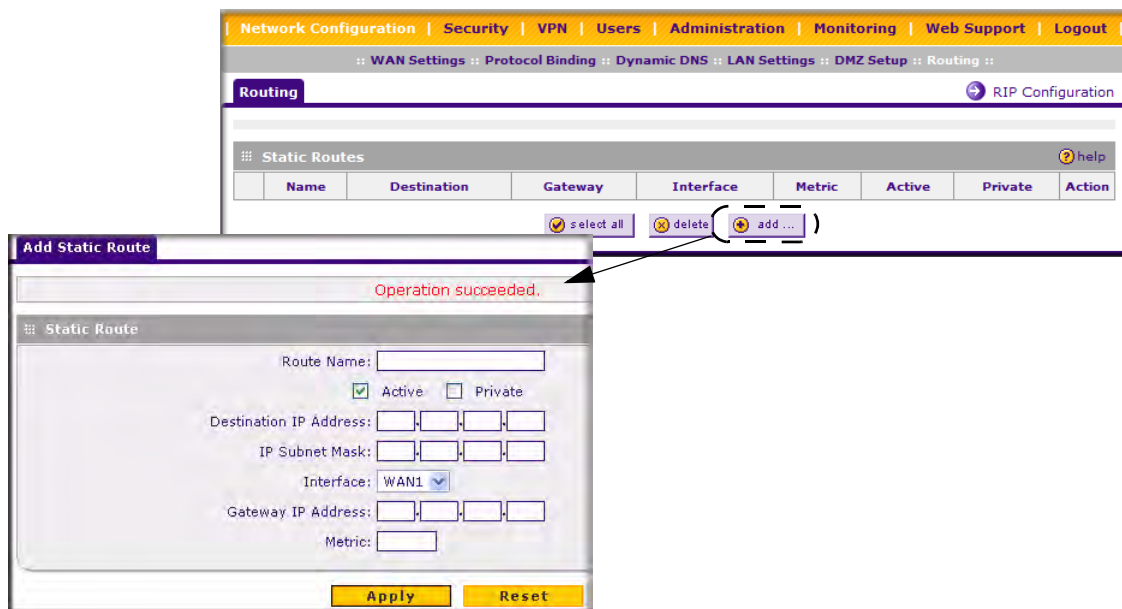 Network Configuration | Security | VPN | Users | Administration | Monitoring | Web Support | Logout
:: WAN Settings :: Protocol Binding :: Dynamic DNS :: LAN Settings :: DMZ Setup :: Routing ::
Routing
RIP Configuration
Static Routes
help
Name Destination Gateway Interface Metric Active Private Action
select all delete add ...
Add Static Route
Operation succeeded.
Static Route
Route Name:
Active Private
Destination IP Address: . . .
IP Subnet Mask: . . .
Interface: WAN1
Gateway IP Address: . . .
Metric:
Apply Reset